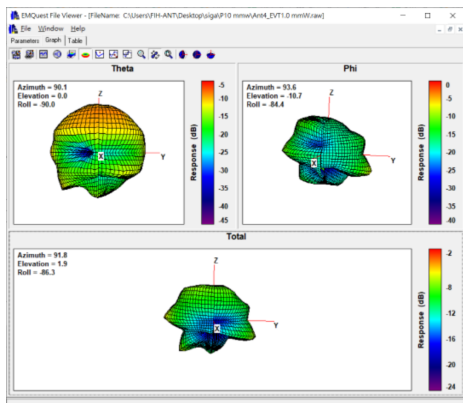 EMQuest File Viewer - [FileName: C:\Users\FIH-ANT\Desktop\siga\P10 mmw\Ant4_EVT1.0 mmW.raw]
File Window Help
Parameters Graph Table
Theta
Azimuth = 90.1
Elevation = 0.0
Roll = -90.0
Z
X
Y
Response (dB)
-5
-10
-15
-20
-25
-30
-35
-40
-45
Phi
Azimuth = 93.6
Elevation = -10.7
Roll = -84.4
Z
X
Y
Response (dB)
0
-5
-10
-15
-20
-25
-30
-35
-40
Total
Azimuth = 91.8
Elevation = 1.9
Roll = -86.3
Z
X
Y
Response (dB)
-2
-8
-12
-16
-20
-24